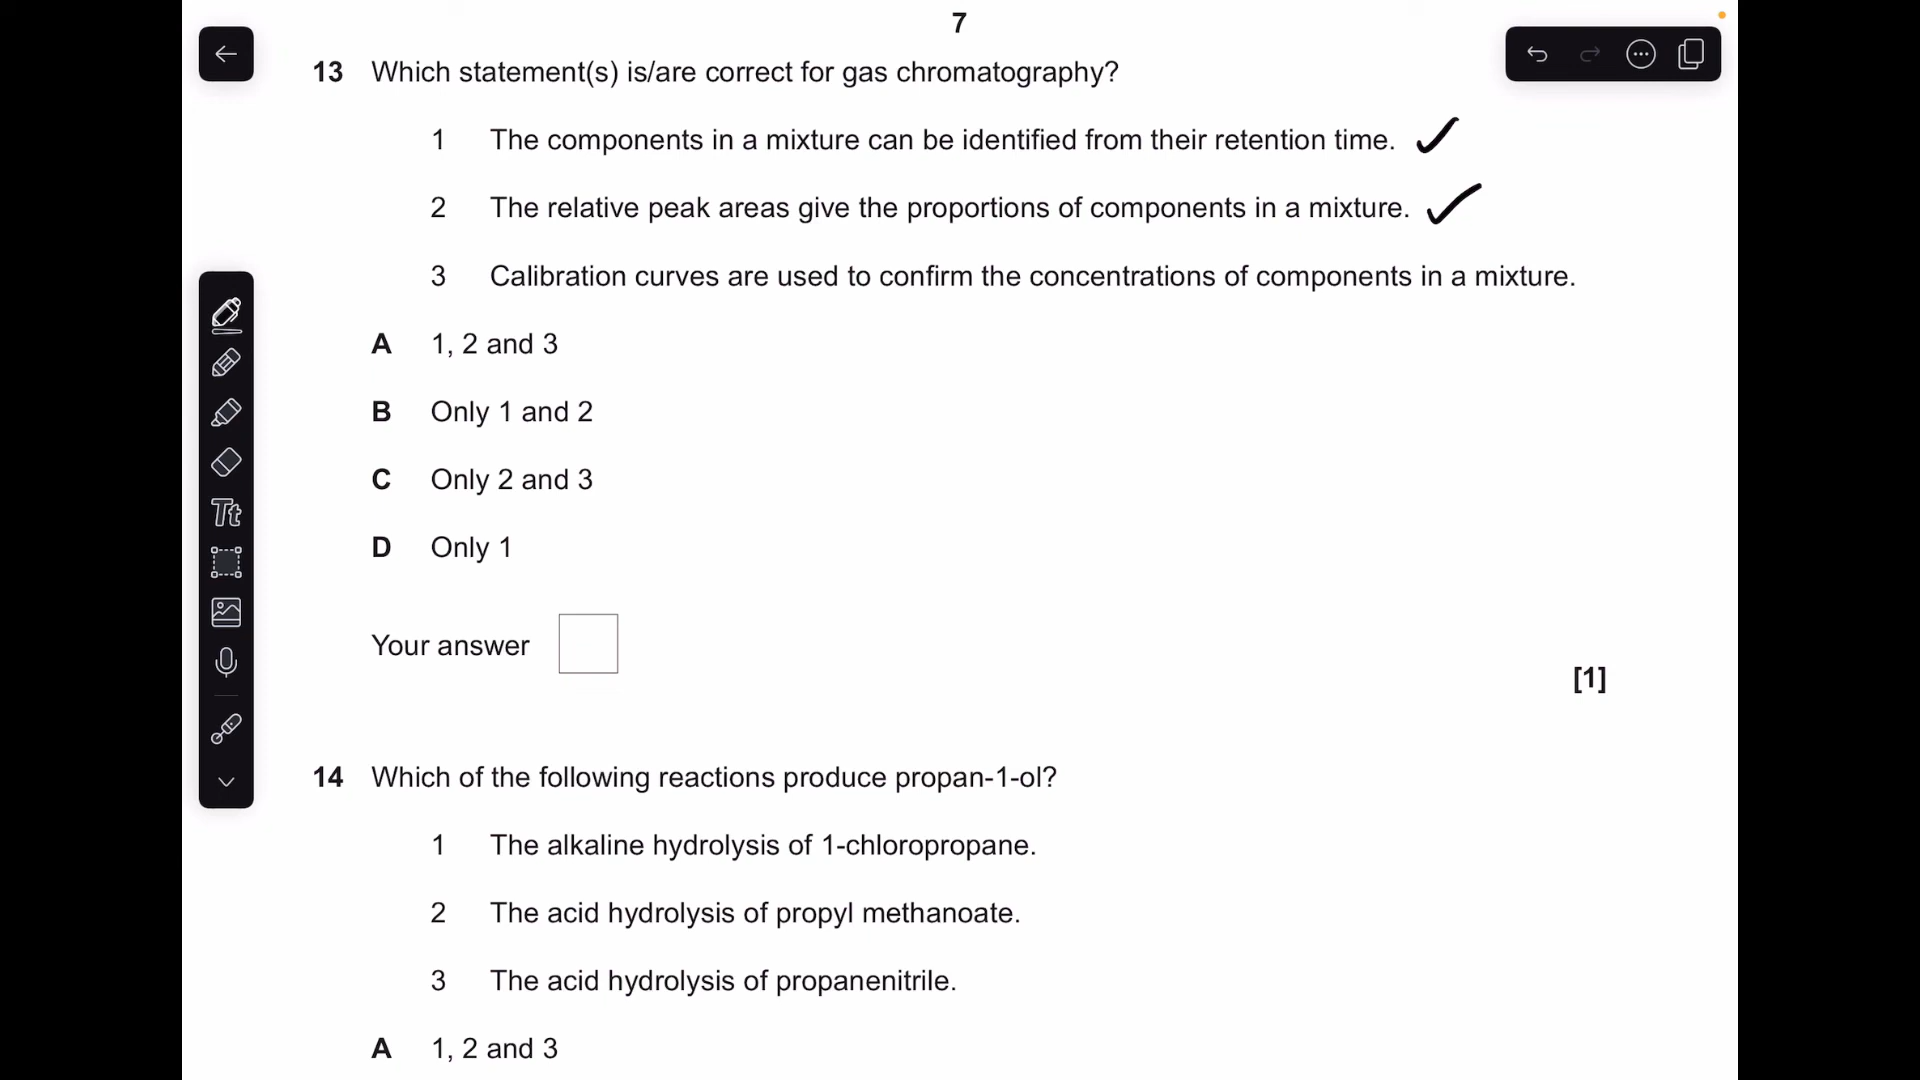 7
13 Which statement(s) is/are correct for gas chromatography?
1 The components in a mixture can be identified from their retention time.
2 The relative peak areas give the proportions of components in a mixture.
3 Calibration curves are used to confirm the concentrations of components in a mixture.
A 1, 2 and 3
B Only 1 and 2
C Only 2 and 3
D Only 1
Your answer
[1]
14 Which of the following reactions produce propan-1-ol?
1 The alkaline hydrolysis of 1-chloropropane.
2 The acid hydrolysis of propyl methanoate.
3 The acid hydrolysis of propanenitrile.
A 1, 2 and 3
Tt